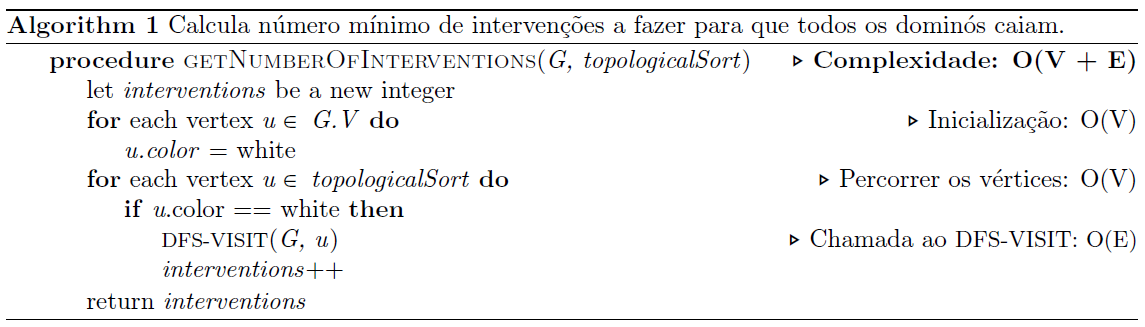 Algorithm 1 Calcula número mínimo de intervenções a fazer para que todos os dominós caiam.
procedure GETNUMBEROFINTERVENTIONS(G, topologicalSort) ▷ Complexidade: O(V + E)
let interventions be a new integer
for each vertex u ∈ G.V do ▷ Inicialização: O(V)
u.color = white
for each vertex u ∈ topologicalSort do ▷ Percorrer os vértices: O(V)
if u.color == white then
DFS-VISIT(G, u) ▷ Chamada ao DFS-VISIT: O(E)
interventions++
return interventions